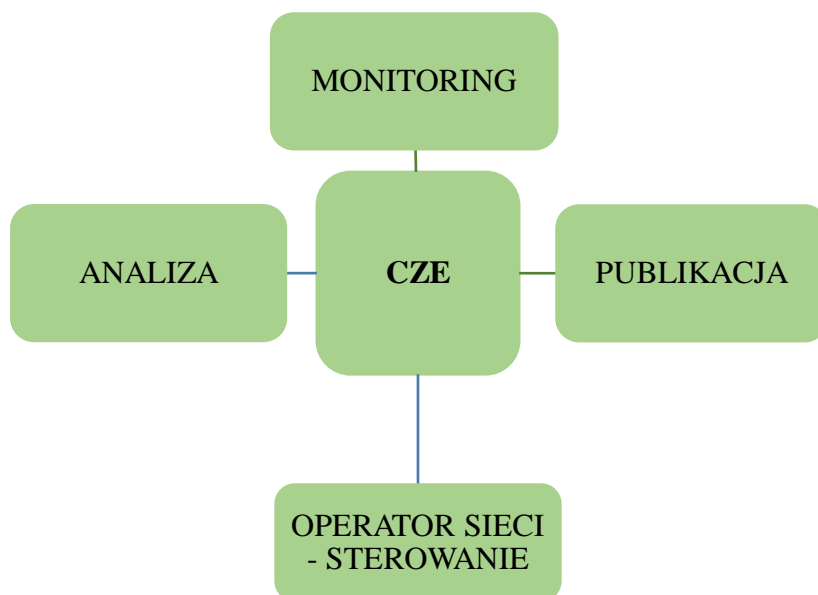 MONITORING
ANALIZA
CZE
PUBLIKACJA
OPERATOR SIECI
- STEROWANIE